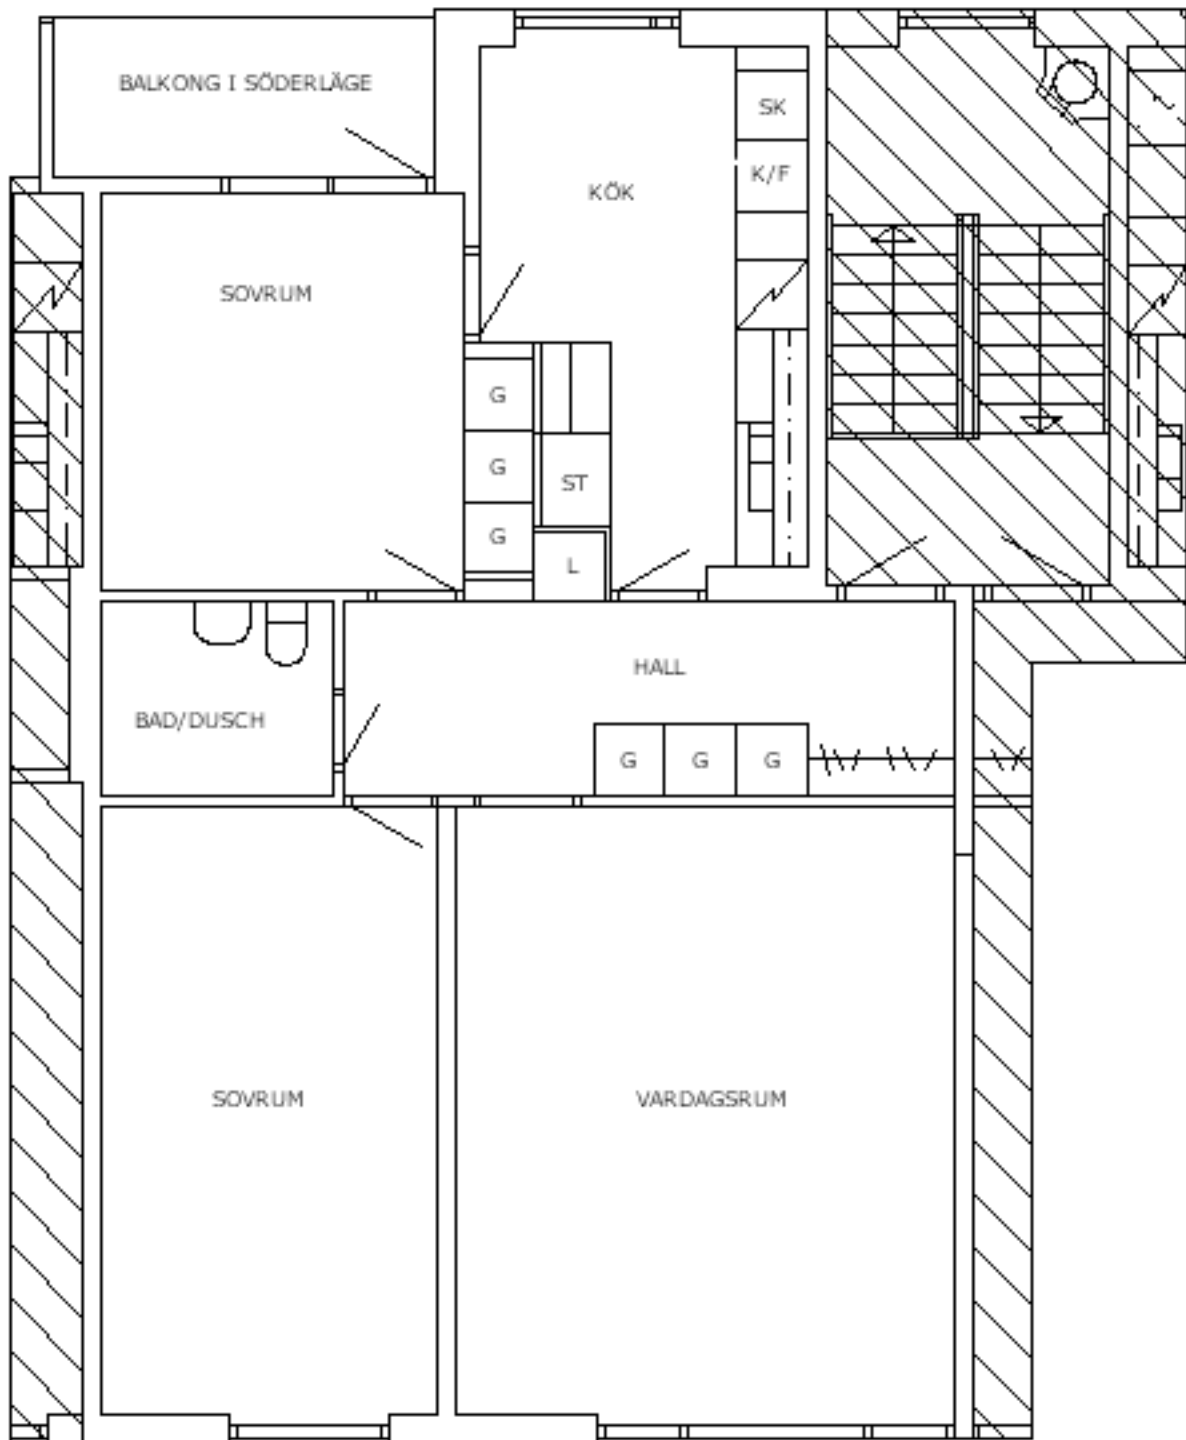 BALKONG I SÖDERLÄGE
SK
K/F
KÖK
SOVRUM
G
G
ST
G
L
HALL
BAD/DUSCH
G
G
G
SOVRUM
VARDAGSRUM